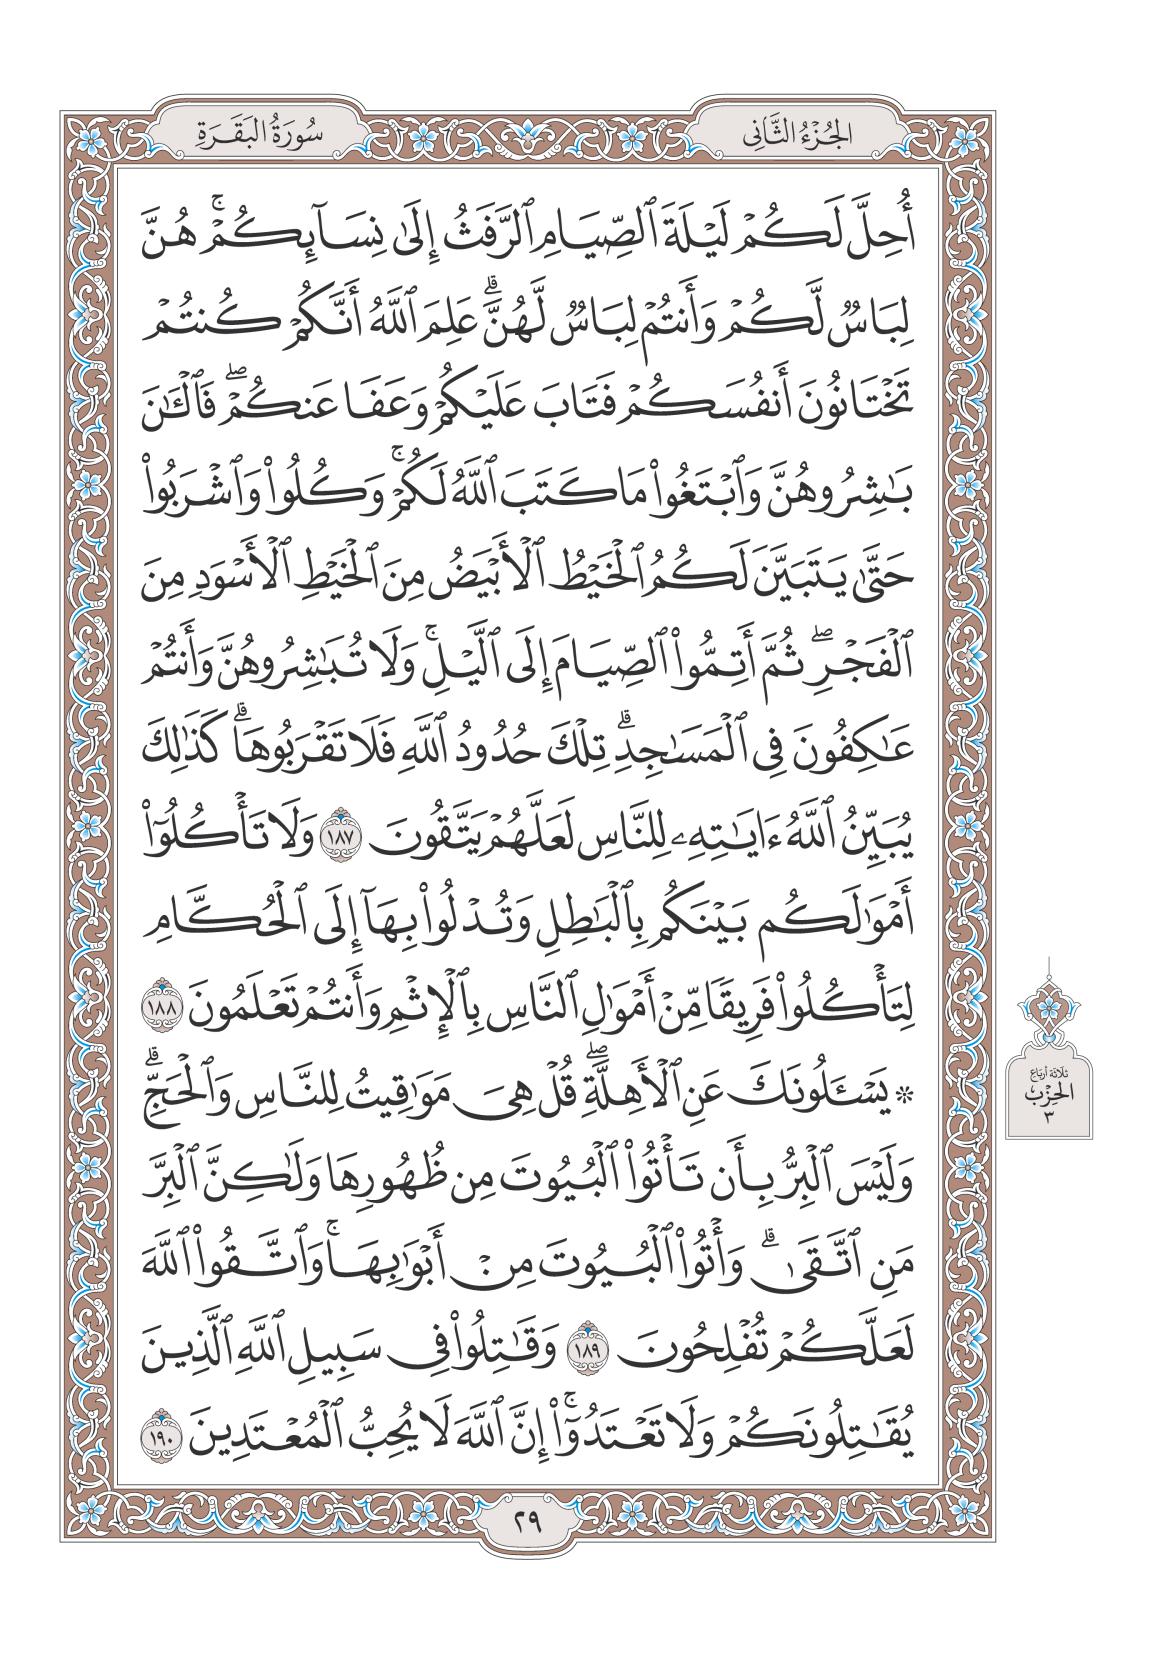 الجُزْءُ الثَّانِي
سُورَةُ البَقَرَةِ
أُحِلَّ لَكُمۡ لَيۡلَةَ ٱلصِّيَامِ ٱلرَّفَثُ إِلَىٰ نِسَآئِكُمۡۚ هُنَّ
لِبَاسٞ لَّكُمۡ وَأَنتُمۡ لِبَاسٞ لَّهُنَّۗ عَلِمَ ٱللَّهُ أَنَّكُمۡ كُنتُمۡ
تَخۡتَانُونَ أَنفُسَكُمۡ فَتَابَ عَلَيۡكُمۡ وَعَفَا عَنكُمۡۖ فَٱلۡـَٰٔنَ
بَٰشِرُوهُنَّ وَٱبۡتَغُواْ مَا كَتَبَ ٱللَّهُ لَكُمۡۚ وَكُلُواْ وَٱشۡرَبُواْ
حَتَّىٰ يَتَبَيَّنَ لَكُمُ ٱلۡخَيۡطُ ٱلۡأَبۡيَضُ مِنَ ٱلۡخَيۡطِ ٱلۡأَسۡوَدِ مِنَ
ٱلۡفَجۡرِۖ ثُمَّ أَتِمُّواْ ٱلصِّيَامَ إِلَى ٱلَّيۡلِۚ وَلَا تُبَٰشِرُوهُنَّ وَأَنتُمۡ
عَٰكِفُونَ فِي ٱلۡمَسَٰجِدِۗ تِلۡكَ حُدُودُ ٱللَّهِ فَلَا تَقۡرَبُوهَاۗ كَذَٰلِكَ
يُبَيِّنُ ٱللَّهُ ءَايَٰتِهِۦ لِلنَّاسِ لَعَلَّهُمۡ يَتَّقُونَ ١٨٧ وَلَا تَأۡكُلُوٓاْ
أَمۡوَٰلَكُم بَيۡنَكُم بِٱلۡبَٰطِلِ وَتُدۡلُواْ بِهَآ إِلَى ٱلۡحُكَّامِ
لِتَأۡكُلُواْ فَرِيقٗا مِّنۡ أَمۡوَٰلِ ٱلنَّاسِ بِٱلۡإِثۡمِ وَأَنتُمۡ تَعۡلَمُونَ ١٨٨
۞ يَسۡـَٔلُونَكَ عَنِ ٱلۡأَهِلَّةِۖ قُلۡ هِيَ مَوَٰقِيتُ لِلنَّاسِ وَٱلۡحَجِّۗ
وَلَيۡسَ ٱلۡبِرُّ بِأَن تَأۡتُواْ ٱلۡبُيُوتَ مِن ظُهُورِهَا وَلَٰكِنَّ ٱلۡبِرَّ
مَنِ ٱتَّقَىٰۗ وَأۡتُواْ ٱلۡبُيُوتَ مِنۡ أَبۡوَٰبِهَاۚ وَٱتَّقُواْ ٱللَّهَ
لَعَلَّكُمۡ تُفۡلِحُونَ ١٨٩ وَقَٰتِلُواْ فِي سَبِيلِ ٱللَّهِ ٱلَّذِينَ
يُقَٰتِلُونَكُمۡ وَلَا تَعۡتَدُوٓاْۚ إِنَّ ٱللَّهَ لَا يُحِبُّ ٱلۡمُعۡتَدِينَ ١٩٠
ثلاثة أرباع
الحِزْب
٣
٢٩